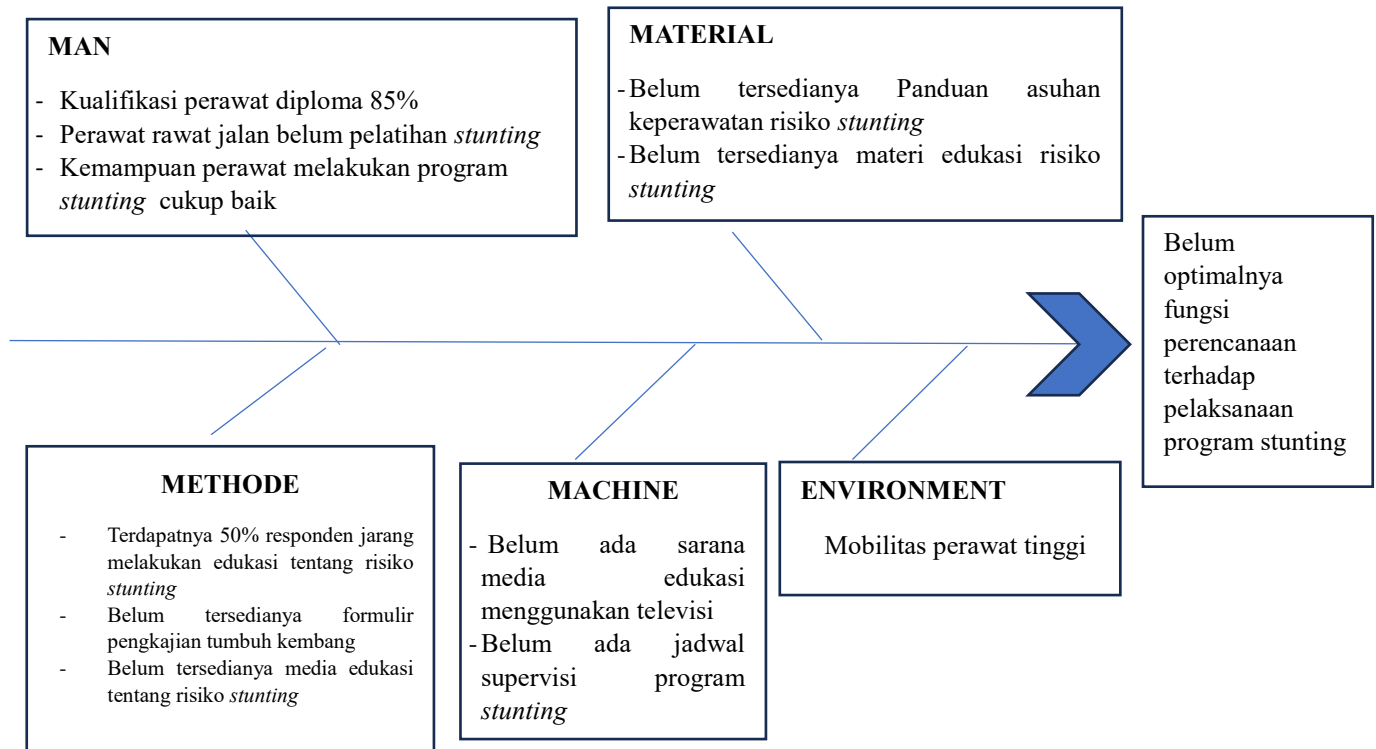 MAN
- Kualifikasi perawat diploma 85%
- Perawat rawat jalan belum pelatihan stunting
- Kemampuan perawat melakukan program
stunting cukup baik
MATERIAL
- Belum tersedianya Panduan asuhan
keperawatan risiko stunting
- Belum tersedianya materi edukasi risiko
stunting
Belum
optimalnya
fungsi
perencanaan
terhadap
pelaksanaan
program stunting
METHODE
- Terdapatnya 50% responden jarang
melakukan edukasi tentang risiko
stunting
- Belum tersedianya formulir
pengkajian tumbuh kembang
- Belum tersedianya media edukasi
tentang risiko stunting
MACHINE
- Belum ada sarana
media edukasi
menggunakan televisi
- Belum ada jadwal
supervisi program
stunting
ENVIRONMENT
Mobilitas perawat tinggi